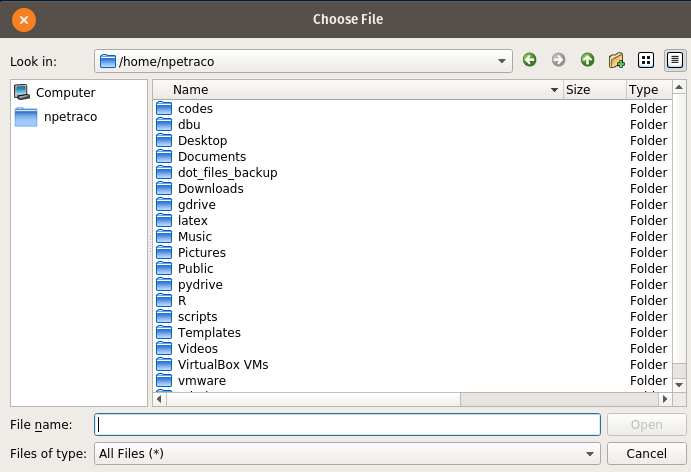 Choose File
Look in: /home/npetraco
Computer
npetraco
Name Size Type
codes Folder
dbu Folder
Desktop Folder
Documents Folder
dot_files_backup Folder
Downloads Folder
gdrive Folder
latex Folder
Music Folder
Pictures Folder
Public Folder
pydrive Folder
R Folder
scripts Folder
Templates Folder
Videos Folder
VirtualBox VMs Folder
vmware Folder
File name: Open
Files of type: All Files (*) Cancel